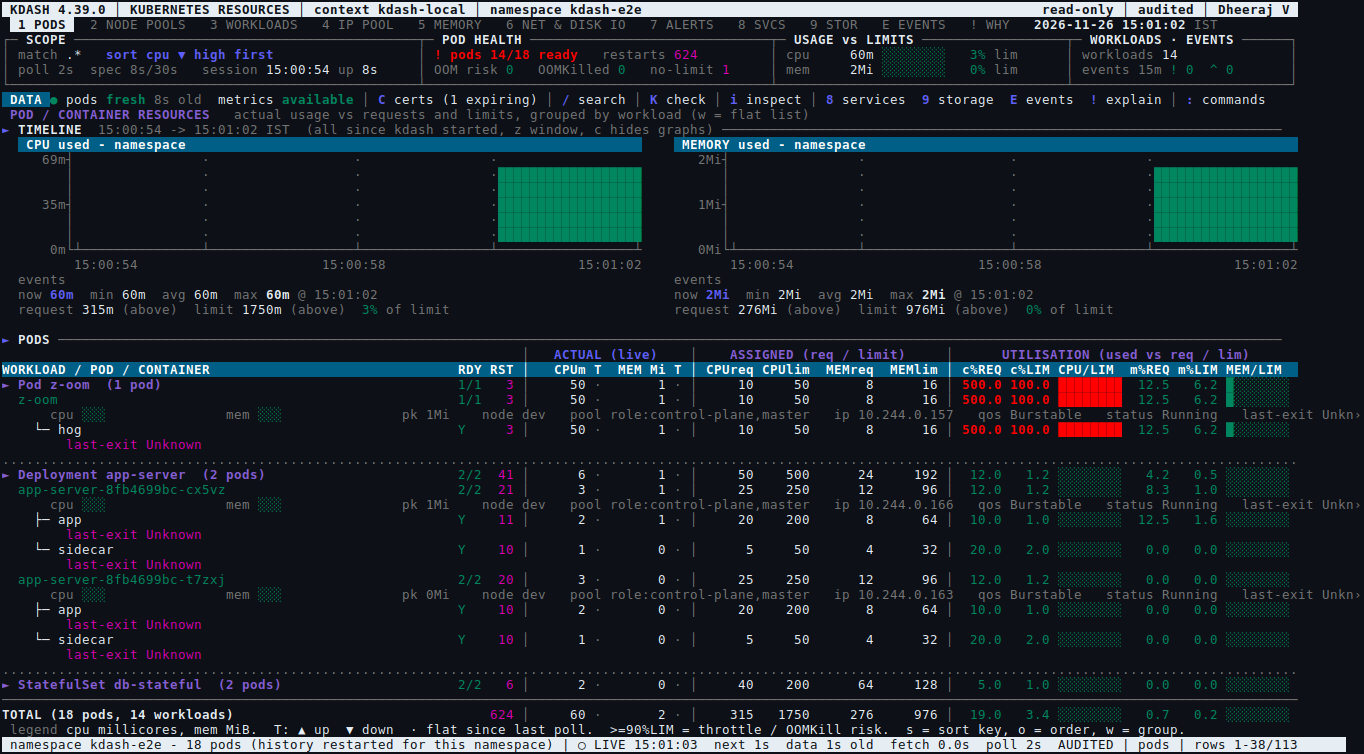 KDASH 4.39.0 │ KUBERNETES RESOURCES │ context kdash-local │ namespace kdash-e2e read-only │ audited │ Dheeraj V
1 PODS 2 NODE POOLS 3 WORKLOADS 4 IP POOL 5 MEMORY 6 NET & DISK IO 7 ALERTS 8 SVCS 9 STOR E EVENTS ! WHY 2026-11-26 15:01:02 IST
SCOPE POD HEALTH USAGE vs LIMITS WORKLOADS · EVENTS
match .* sort cpu ▼ high first ! pods 14/18 ready restarts 624 cpu 60m 3% lim workloads 14
poll 2s spec 8s/30s session 15:00:54 up 8s OOM risk 0 OOMKilled 0 no-limit 1 mem 2Mi 0% lim events 15m ! 0 ^ 0
DATA ● pods fresh 8s old metrics available │ C certs (1 expiring) │ / search │ K check │ i inspect │ 8 services 9 storage E events ! explain │ : commands
POD / CONTAINER RESOURCES actual usage vs requests and limits, grouped by workload (w = flat list)
► TIMELINE 15:00:54 -> 15:01:02 IST (all since kdash started, z window, c hides graphs)
CPU used - namespace MEMORY used - namespace
69m 2Mi
35m 1Mi
0m 0Mi
15:00:54 15:00:58 15:01:02 15:00:54 15:00:58 15:01:02
events events
now 60m min 60m avg 60m max 60m @ 15:01:02 now 2Mi min 2Mi avg 2Mi max 2Mi @ 15:01:02
request 315m (above) limit 1750m (above) 3% of limit request 276Mi (above) limit 976Mi (above) 0% of limit
► PODS
│ ACTUAL (live) │ ASSIGNED (req / limit) │ UTILISATION (used vs req / lim)
WORKLOAD / POD / CONTAINER RDY RST │ CPUm T MEM Mi T │ CPUreq CPUlim MEMreq MEMlim │ c%REQ c%LIM CPU/LIM m%REQ m%LIM MEM/LIM
► Pod z-oom (1 pod) 1/1 3 │ 50 · 1 · │ 10 50 8 16 │ 500.0 100.0 12.5 6.2
z-oom 1/1 3 │ 50 · 1 · │ 10 50 8 16 │ 500.0 100.0 12.5 6.2
cpu mem pk 1Mi node dev pool role:control-plane,master ip 10.244.0.157 qos Burstable status Running last-exit Unkn›
└─ hog Y 3 │ 50 · 1 · │ 10 50 8 16 │ 500.0 100.0 12.5 6.2
last-exit Unknown
► Deployment app-server (2 pods) 2/2 41 │ 6 · 1 · │ 50 500 24 192 │ 12.0 1.2 4.2 0.5
app-server-8fb4699bc-cx5vz 2/2 21 │ 3 · 1 · │ 25 250 12 96 │ 12.0 1.2 8.3 1.0
cpu mem pk 1Mi node dev pool role:control-plane,master ip 10.244.0.166 qos Burstable status Running last-exit Unkn›
├─ app Y 11 │ 2 · 1 · │ 20 200 8 64 │ 10.0 1.0 12.5 1.6
last-exit Unknown
└─ sidecar Y 10 │ 1 · 0 · │ 5 50 4 32 │ 20.0 2.0 0.0 0.0
last-exit Unknown
app-server-8fb4699bc-t7zxj 2/2 20 │ 3 · 0 · │ 25 250 12 96 │ 12.0 1.2 0.0 0.0
cpu mem pk 0Mi node dev pool role:control-plane,master ip 10.244.0.163 qos Burstable status Running last-exit Unkn›
├─ app Y 10 │ 2 · 0 · │ 20 200 8 64 │ 10.0 1.0 0.0 0.0
last-exit Unknown
└─ sidecar Y 10 │ 1 · 0 · │ 5 50 4 32 │ 20.0 2.0 0.0 0.0
last-exit Unknown
► StatefulSet db-stateful (2 pods) 2/2 6 │ 2 · 0 · │ 40 200 64 128 │ 5.0 1.0 0.0 0.0
TOTAL (18 pods, 14 workloads) 624 │ 60 · 2 · │ 315 1750 276 976 │ 19.0 3.4 0.7 0.2
legend cpu millicores, mem MiB. T: ▲ up ▼ down · flat since last poll. >=90%LIM = throttle / OOMKill risk. s = sort key, o = order, w = group.
namespace kdash-e2e - 18 pods (history restarted for this namespace) | ○ LIVE 15:01:03 next 1s data 1s old fetch 0.0s poll 2s AUDITED | pods | rows 1-38/113